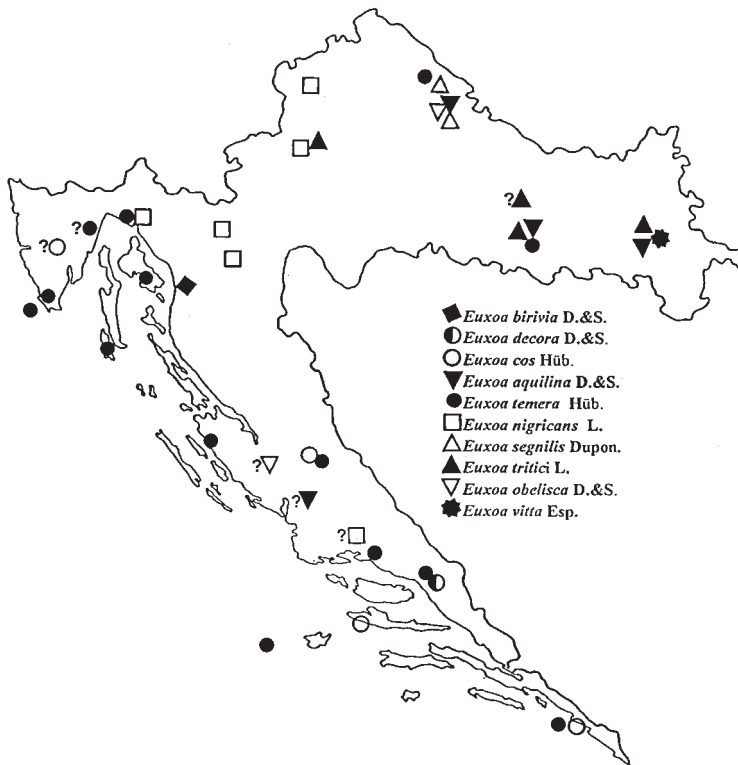 ?
?
?
Euxoa birivia D.&S.
Euxoa decora D.&S.
Euxoa cos Hüb.
Euxoa aquilina D.&S.
Euxoa temera Hüb.
Euxoa nigricans L.
Euxoa segnilis Dupon.
Euxoa tritici L.
Euxoa obelisca D.&S.
Euxoa vitta Esp.
?
?
?